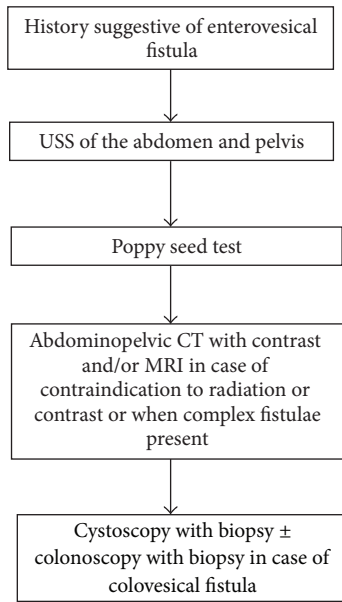 History suggestive of enterovesical
fistula
USS of the abdomen and pelvis
Poppy seed test
Abdominopelvic CT with contrast
and/or MRI in case of
contraindication to radiation or
contrast or when complex fistulae
present
Cystoscopy with biopsy ±
colonoscopy with biopsy in case of
colovesical fistula